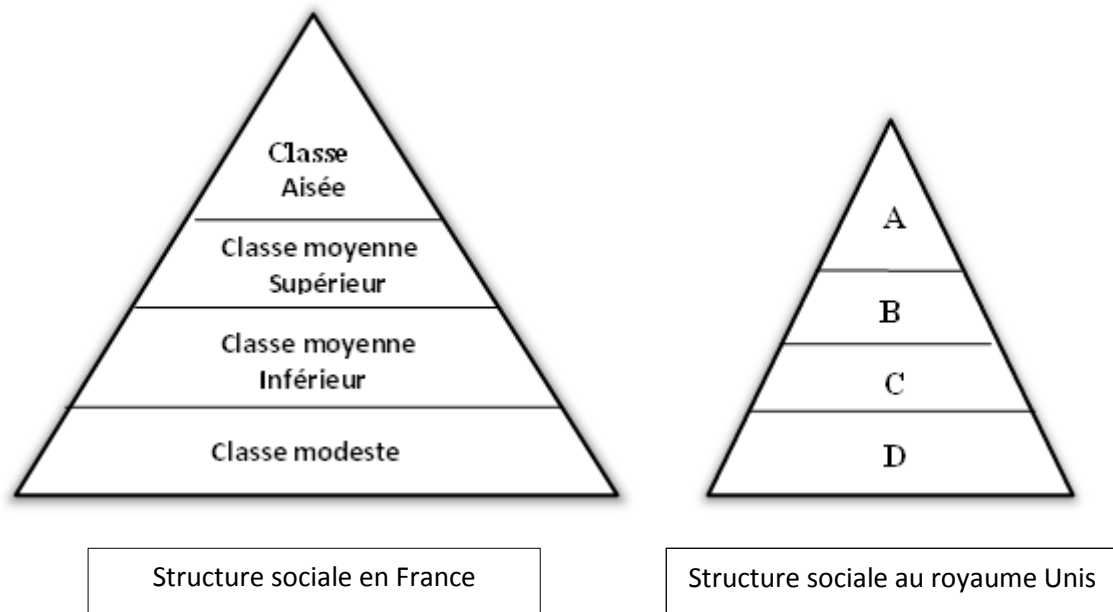 Classe
Aisée
Classe moyenne
Supérieur
Classe moyenne
Inférieur
Classe modeste
A
B
C
D
Structure sociale en France
Structure sociale au royaume Unis